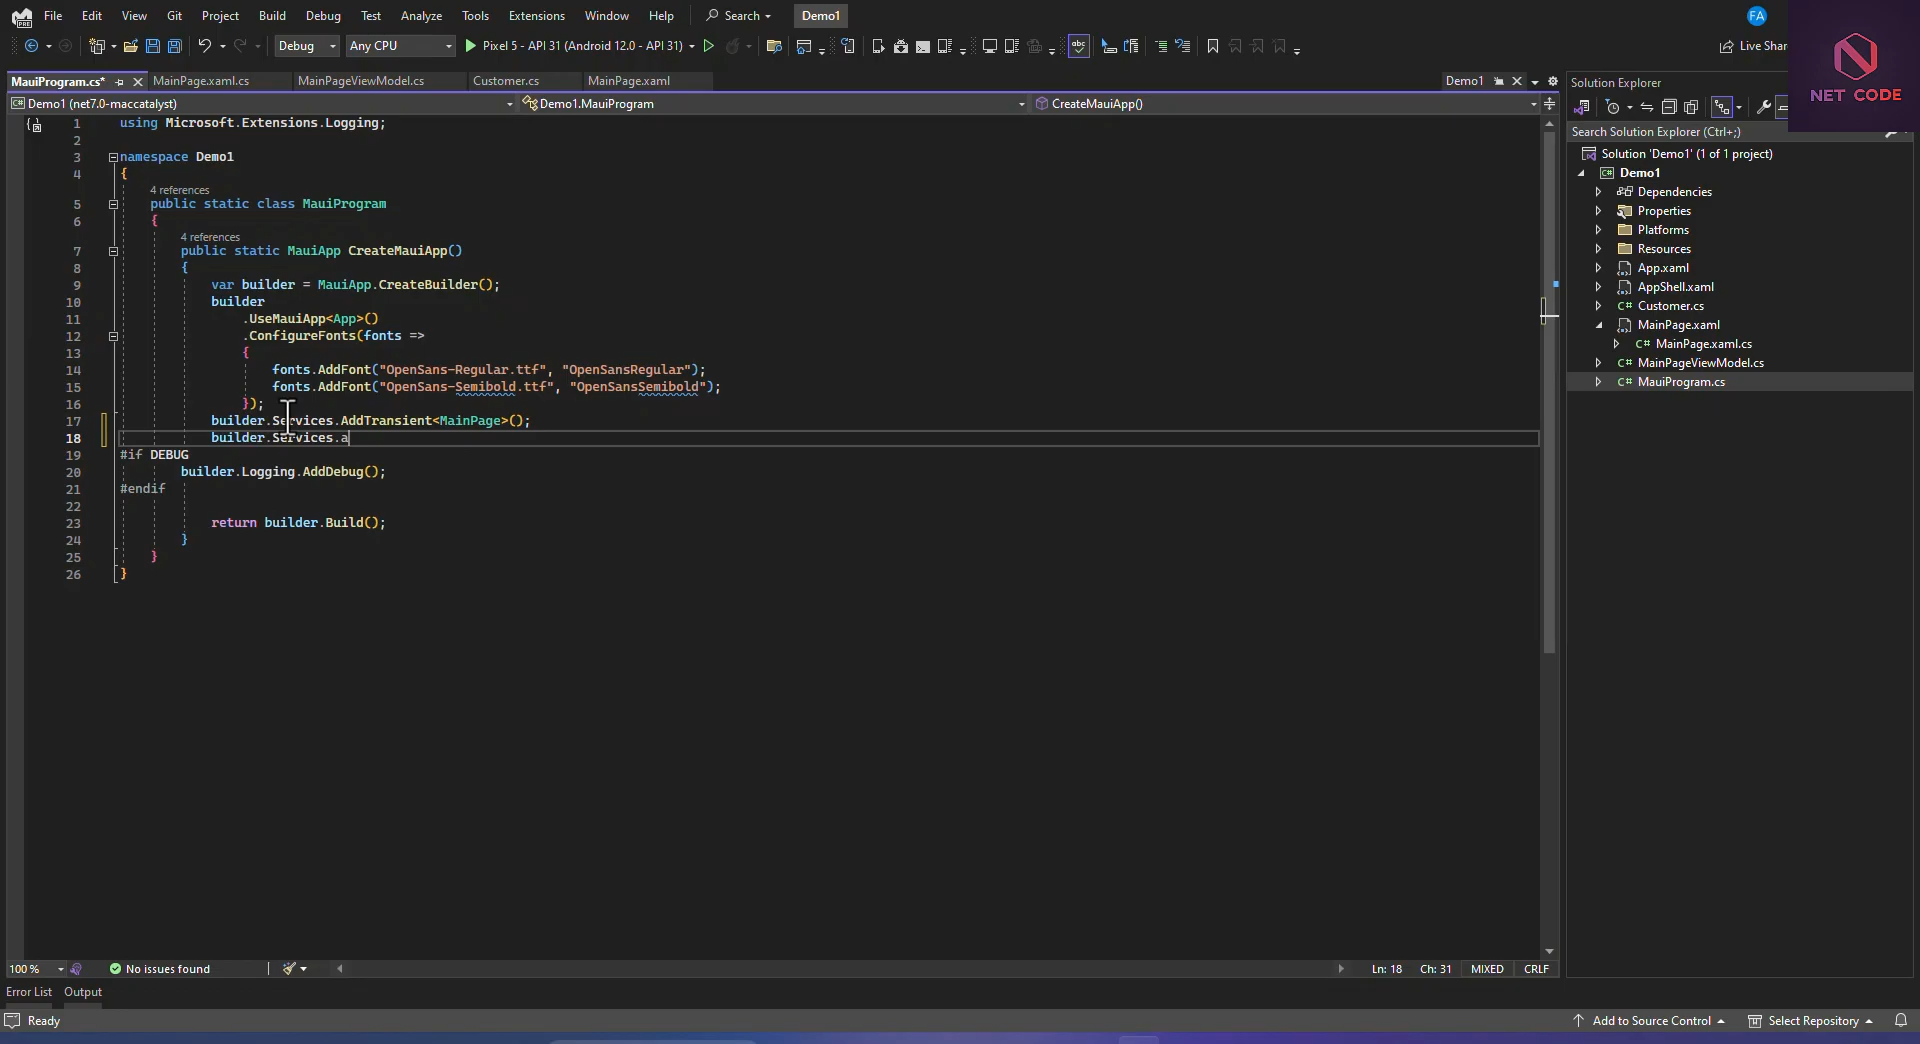 File Edit View Git Project Build Debug Test Analyze Tools Extensions Window Help Search Demo1 FA
PRE
Debug Any CPU Pixel 5 - API 31 (Android 12.0 - API 31) abc Live Shar
NET CODE
MauiProgram.cs* MainPage.xaml.cs MainPageViewModel.cs Customer.cs MainPage.xaml Demo1
C# Demo1 (net7.0-maccatalyst) Demo1.MauiProgram CreateMauiApp()
1 using Microsoft.Extensions.Logging;
2
3 namespace Demo1
4 {
4 references
5 public static class MauiProgram
6 {
4 references
7 public static MauiApp CreateMauiApp()
8 {
9 var builder = MauiApp.CreateBuilder();
10 builder
11 .UseMauiApp<App>()
12 .ConfigureFonts(fonts =>
13 {
14 fonts.AddFont("OpenSans-Regular.ttf", "OpenSansRegular");
15 fonts.AddFont("OpenSans-Semibold.ttf", "OpenSansSemibold");
16 });
17 builder.Services.AddTransient<MainPage>();
18 builder.Services.a
19 #if DEBUG
20 builder.Logging.AddDebug();
21 #endif
22
23 return builder.Build();
24 }
25 }
26 }
Solution Explorer
Search Solution Explorer (Ctrl+;)
Solution 'Demo1' (1 of 1 project)
C# Demo1
Dependencies
Properties
Platforms
Resources
App.xaml
AppShell.xaml
C# Customer.cs
MainPage.xaml
C# MainPage.xaml.cs
C# MainPageViewModel.cs
C# MauiProgram.cs
100 % No issues found Ln: 18 Ch: 31 MIXED CRLF
Error List Output
Ready Add to Source Control Select Repository